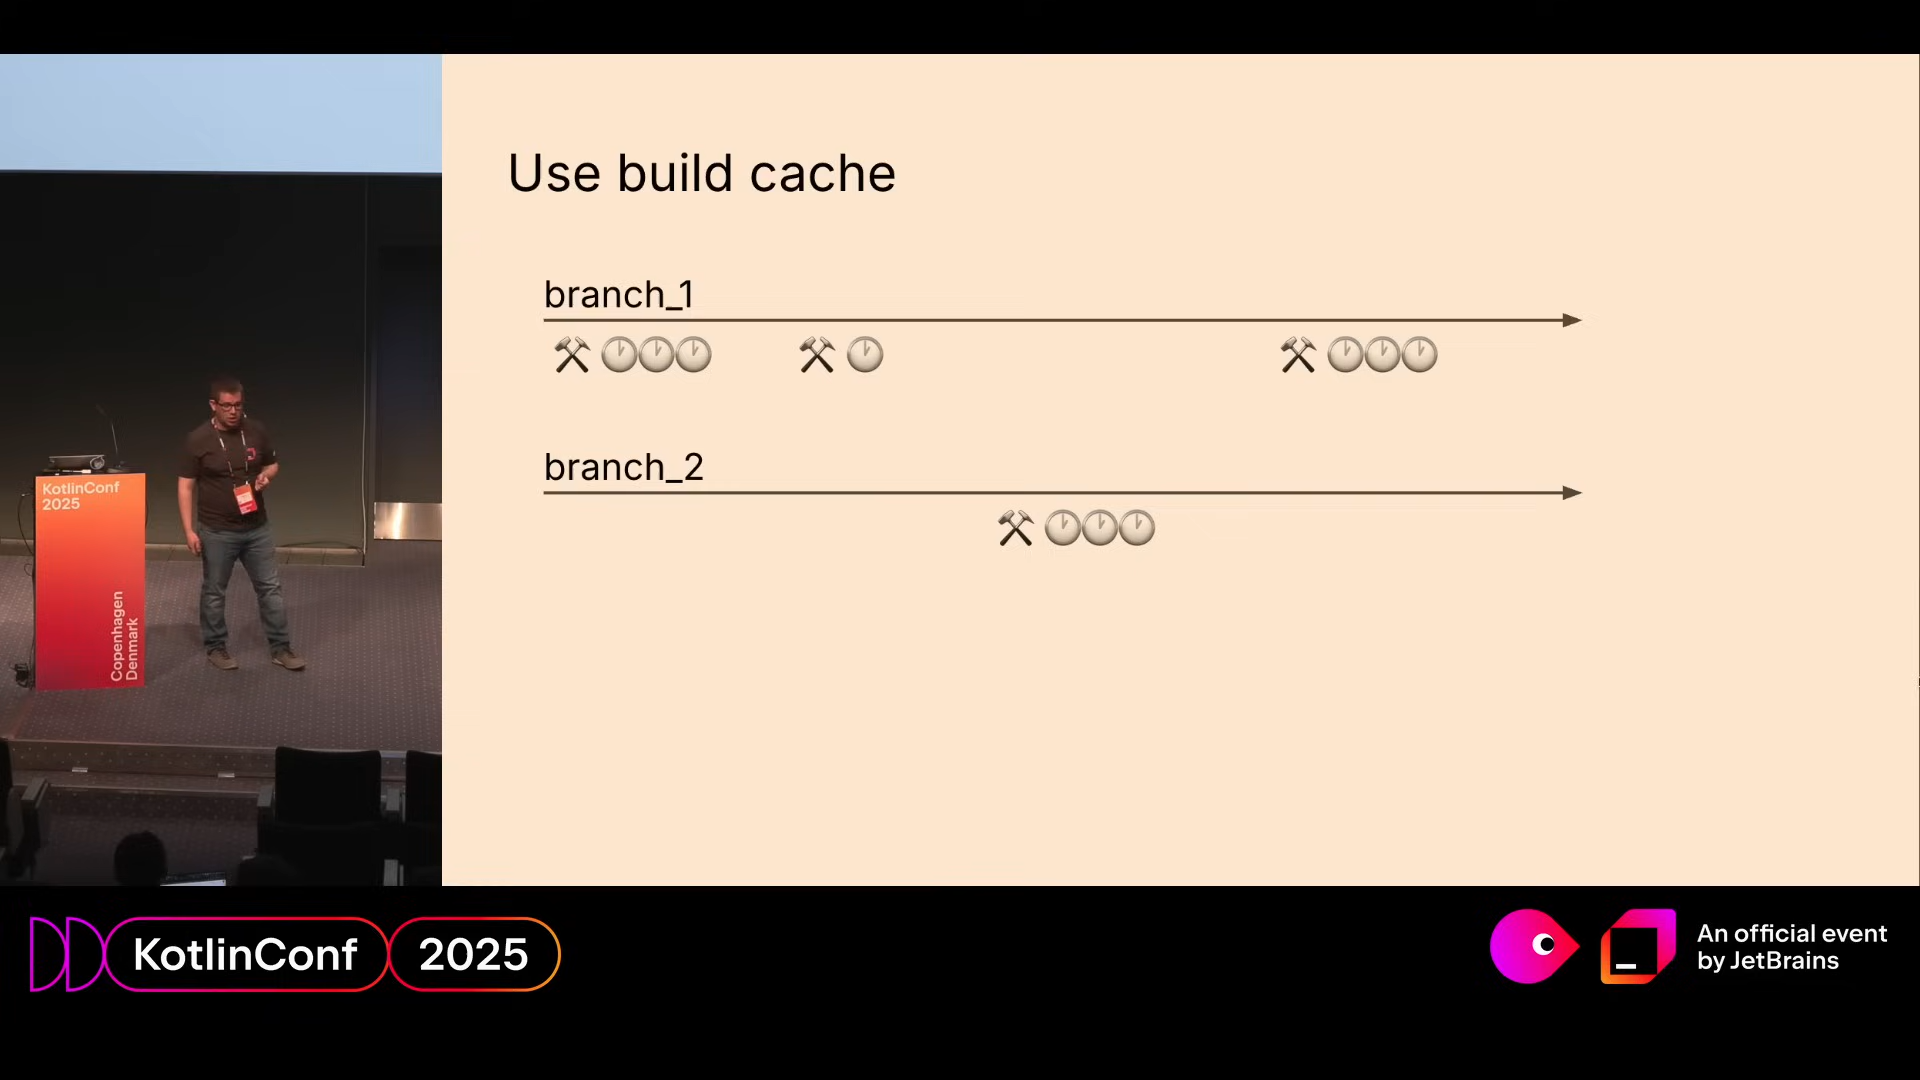 Use build cache
branch_1
branch_2
KotlinConf
2025
Copenhagen
Denmark
KotlinConf 2025
An official event
by JetBrains